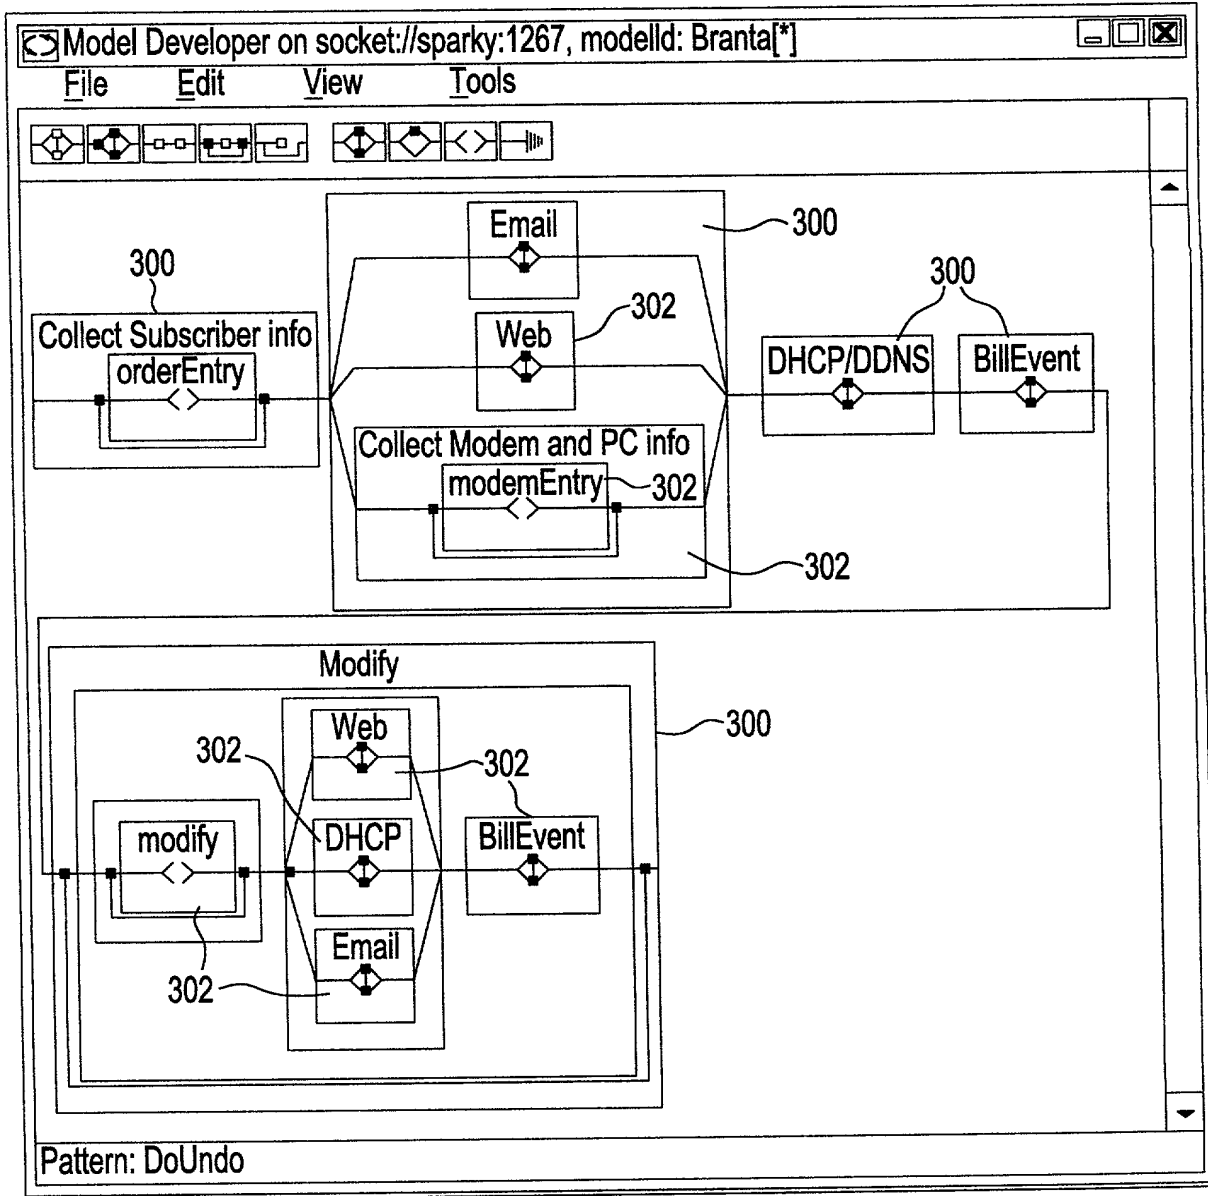 Model Developer on socket://sparky:1267, modelId: Branta[*]
File Edit View Tools
Email
300
300
300
302
Collect Subscriber info
Web
DHCP/DDNS
BillEvent
orderEntry
Collect Modem and PC info
modemEntry
302
302
Modify
Web
300
302
302
modify
DHCP
BillEvent
Email
302
Pattern: DoUndo